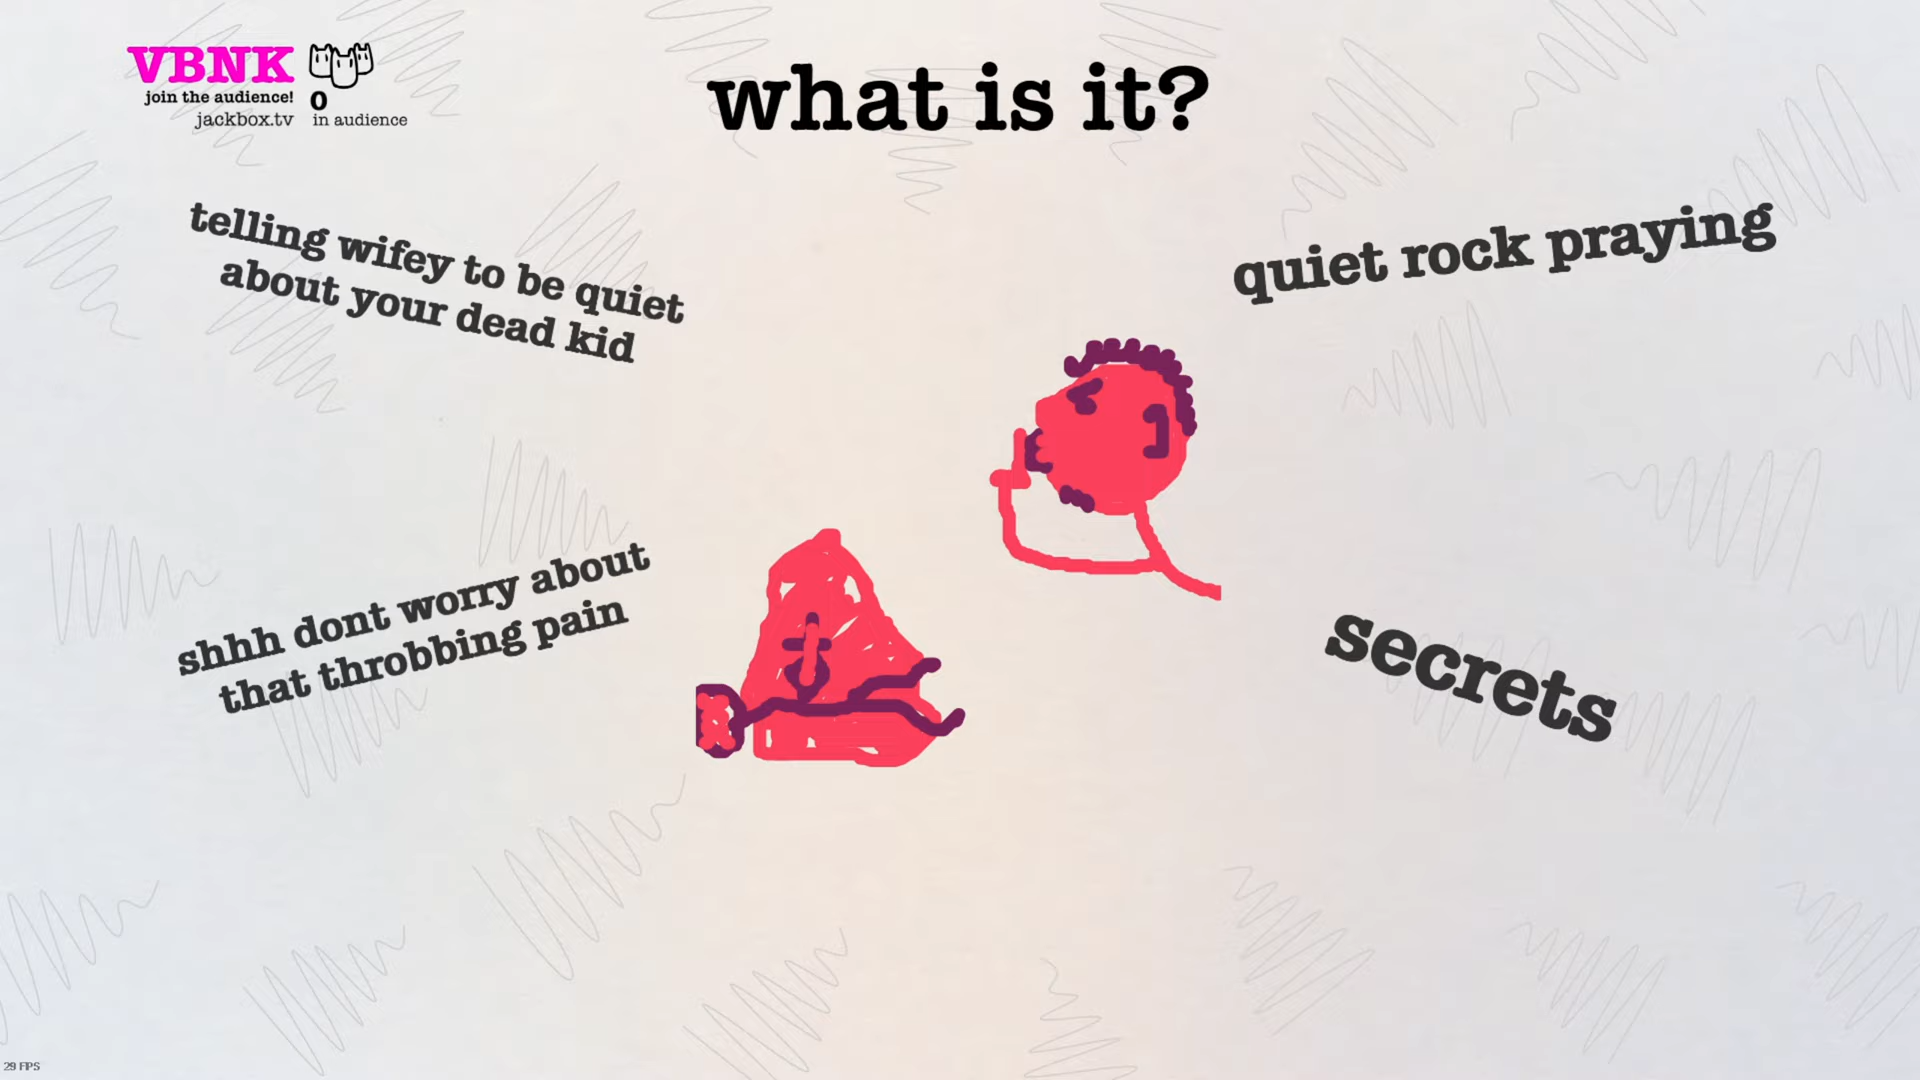 VBNK
join the audience!
jackbox.tv
0
in audience
what is it?
telling wifey to be quiet
about your dead kid
quiet rock praying
shhh dont worry about
that throbbing pain
secrets
29 FPS